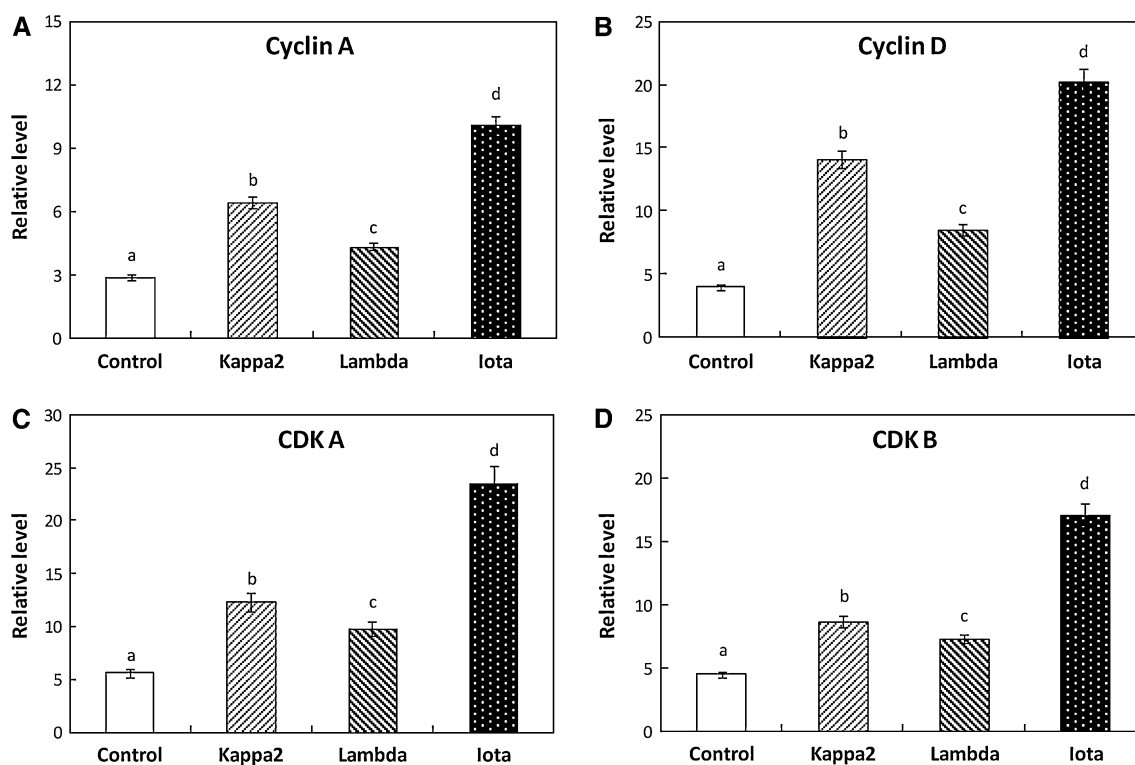 A
Cyclin A
Relative level
15
12
9
6
3
0
a
b
c
d
Control Kappa2 Lambda Iota
B
Cyclin D
Relative level
25
20
15
10
5
0
a
b
c
d
Control Kappa2 Lambda Iota
C
CDK A
Relative level
30
25
20
15
10
5
0
a
b
c
d
Control Kappa2 Lambda Iota
D
CDK B
Relative level
25
20
15
10
5
0
a
b
c
d
Control Kappa2 Lambda Iota